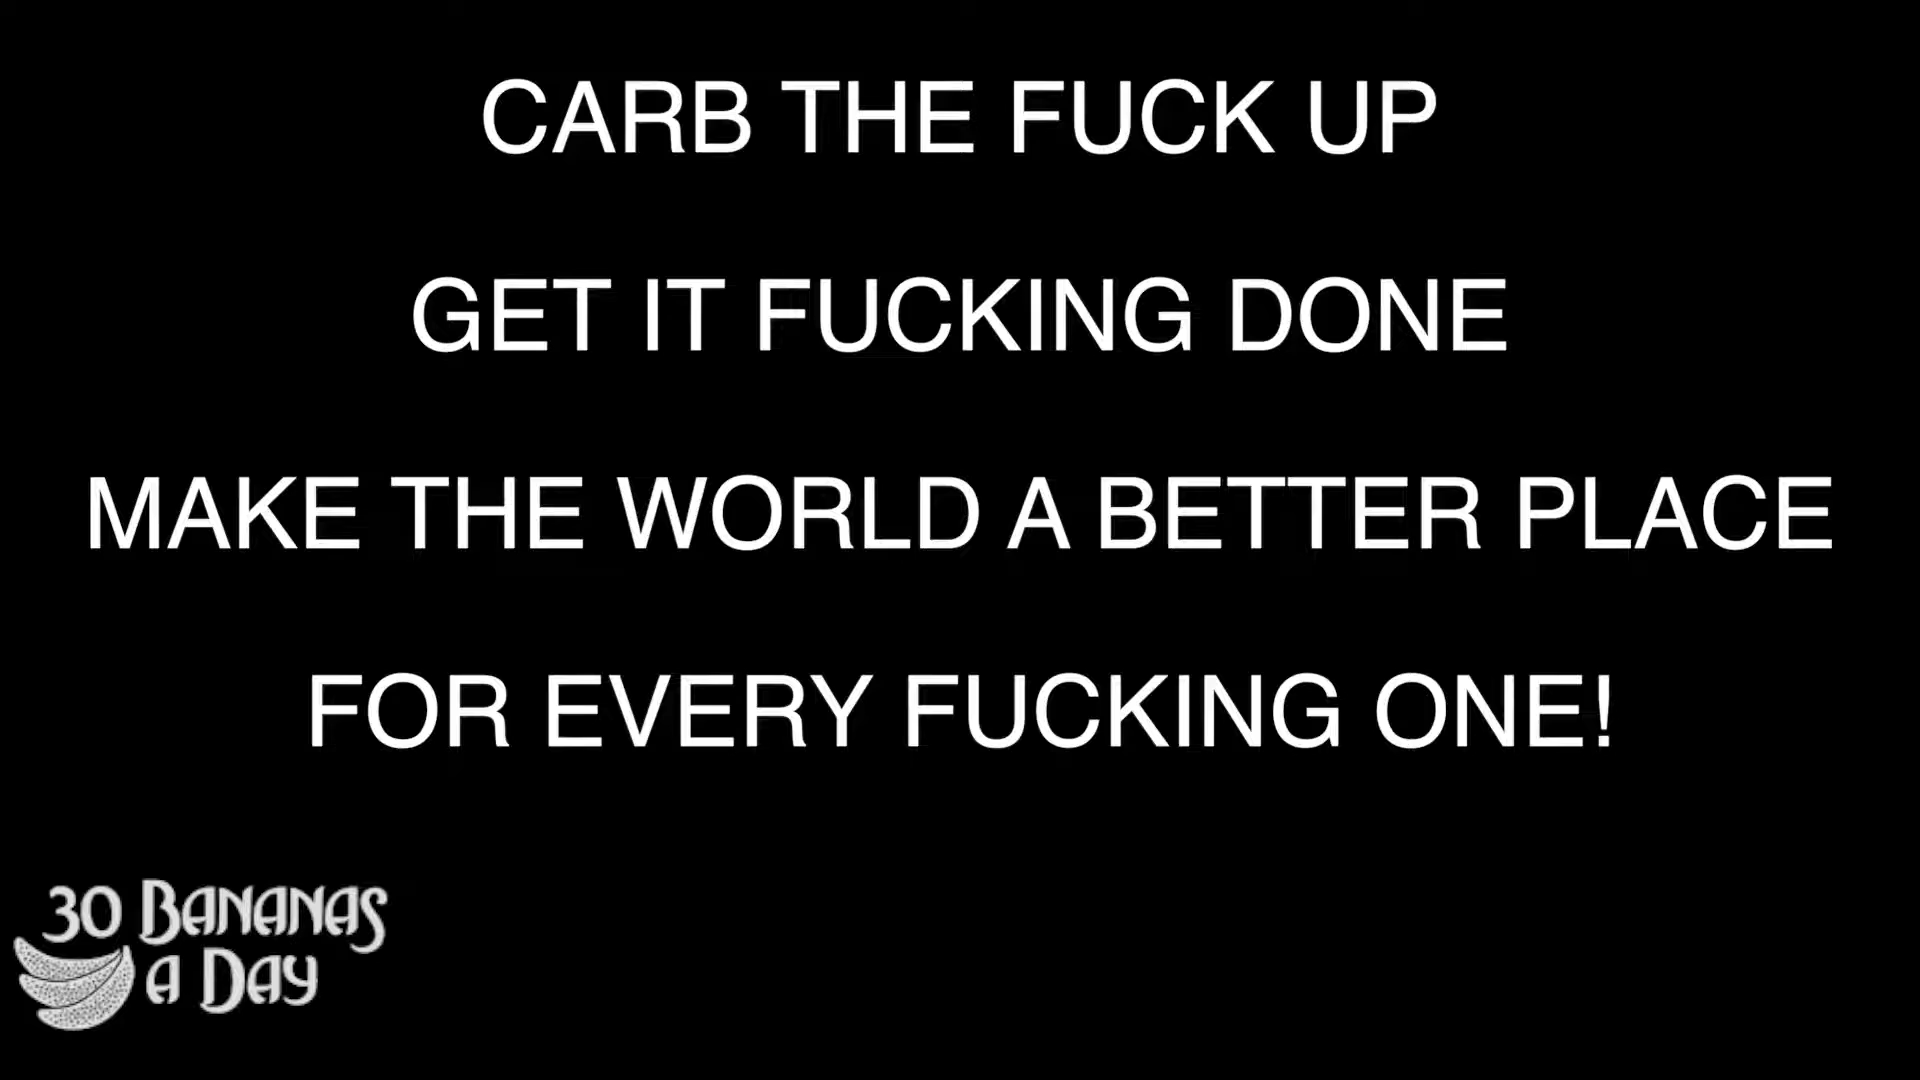 CARB THE FUCK UP
GET IT FUCKING DONE
MAKE THE WORLD A BETTER PLACE
FOR EVERY FUCKING ONE!
30 BANANAS
A DAY